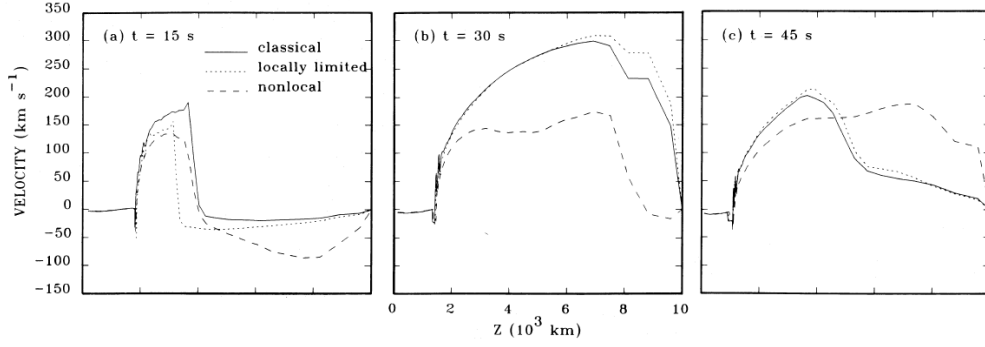 350
300
250
200
150
100
50
0
−50
−100
−150
VELOCITY (km s⁻¹)
(a) t = 15 s
classical
locally limited
nonlocal
(b) t = 30 s
(c) t = 45 s
0 2 4 6 8 10
Z (10³ km)